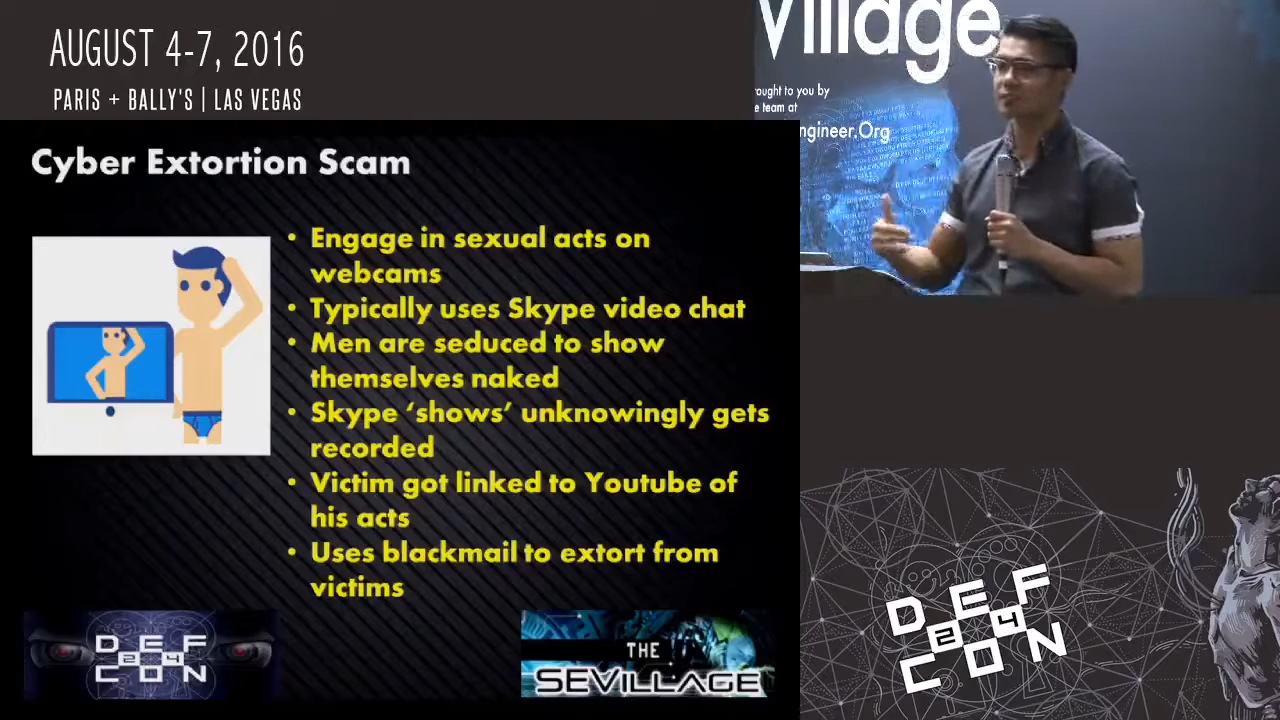 AUGUST 4-7, 2016
PARIS + BALLY'S | LAS VEGAS
Village
ought to you by
e team at
ngineer.Org
Cyber Extortion Scam
• Engage in sexual acts on
webcams
• Typically uses Skype video chat
• Men are seduced to show
themselves naked
• Skype ‘shows’ unknowingly gets
recorded
• Victim got linked to Youtube of
his acts
• Uses blackmail to extort from
victims
DEF
24
CON
THE
SEVILLAGE
DEF
24
CON